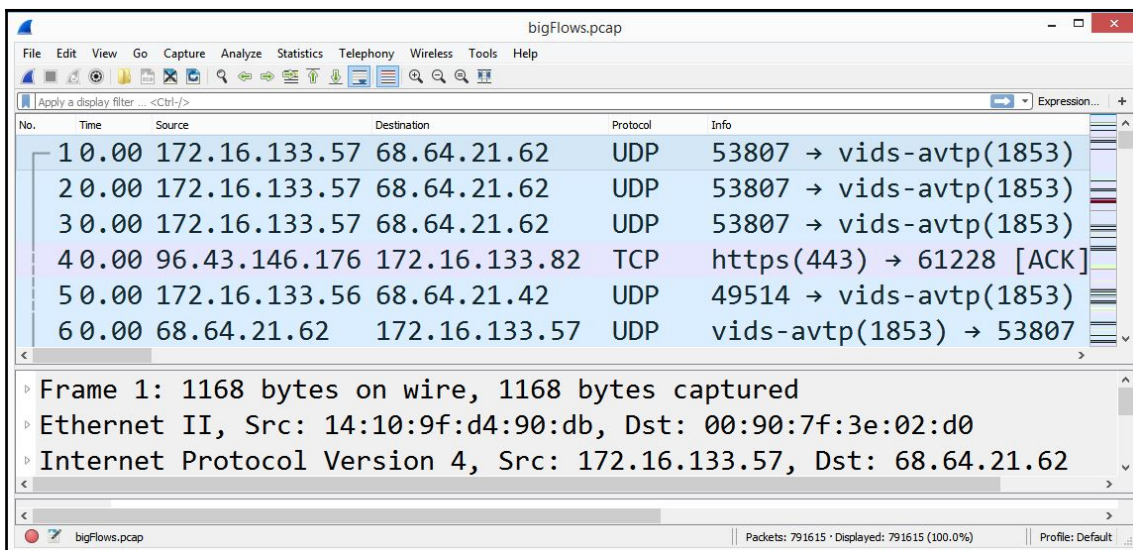 bigFlows.pcap
File Edit View Go Capture Analyze Statistics Telephony Wireless Tools Help
Apply a display filter ... <Ctrl-/> Expression... +
No. Time Source Destination Protocol Info
1 0.00 172.16.133.57 68.64.21.62 UDP 53807 → vids-avtp(1853)
2 0.00 172.16.133.57 68.64.21.62 UDP 53807 → vids-avtp(1853)
3 0.00 172.16.133.57 68.64.21.62 UDP 53807 → vids-avtp(1853)
4 0.00 96.43.146.176 172.16.133.82 TCP https(443) → 61228 [ACK]
5 0.00 172.16.133.56 68.64.21.42 UDP 49514 → vids-avtp(1853)
6 0.00 68.64.21.62 172.16.133.57 UDP vids-avtp(1853) → 53807
Frame 1: 1168 bytes on wire, 1168 bytes captured
Ethernet II, Src: 14:10:9f:d4:90:db, Dst: 00:90:7f:3e:02:d0
Internet Protocol Version 4, Src: 172.16.133.57, Dst: 68.64.21.62
bigFlows.pcap Packets: 791615 · Displayed: 791615 (100.0%) Profile: Default